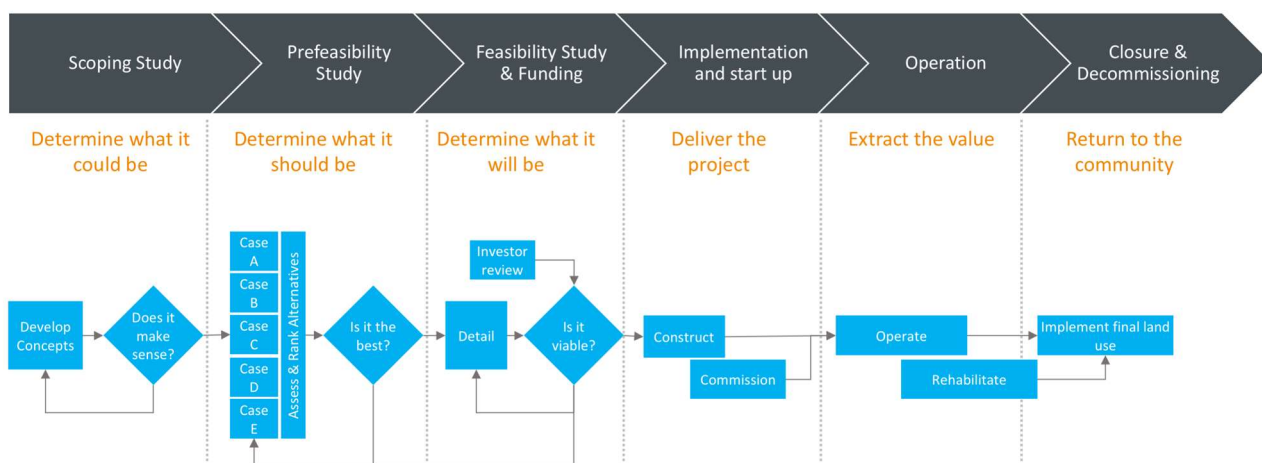 Scoping Study
Prefeasibility
Study
Feasibility Study
& Funding
Implementation
and start up
Operation
Closure &
Decommissioning
Determine what it
could be
Determine what it
should be
Determine what it
will be
Deliver the
project
Extract the value
Return to the
community
Develop
Concepts
Does it
make
sense?
Case
A
Case
B
Case
C
Case
D
Case
E
Assess & Rank Alternatives
Is it the
best?
Investor
review
Detail
Is it
viable?
Construct
Commission
Operate
Rehabilitate
Implement final land
use